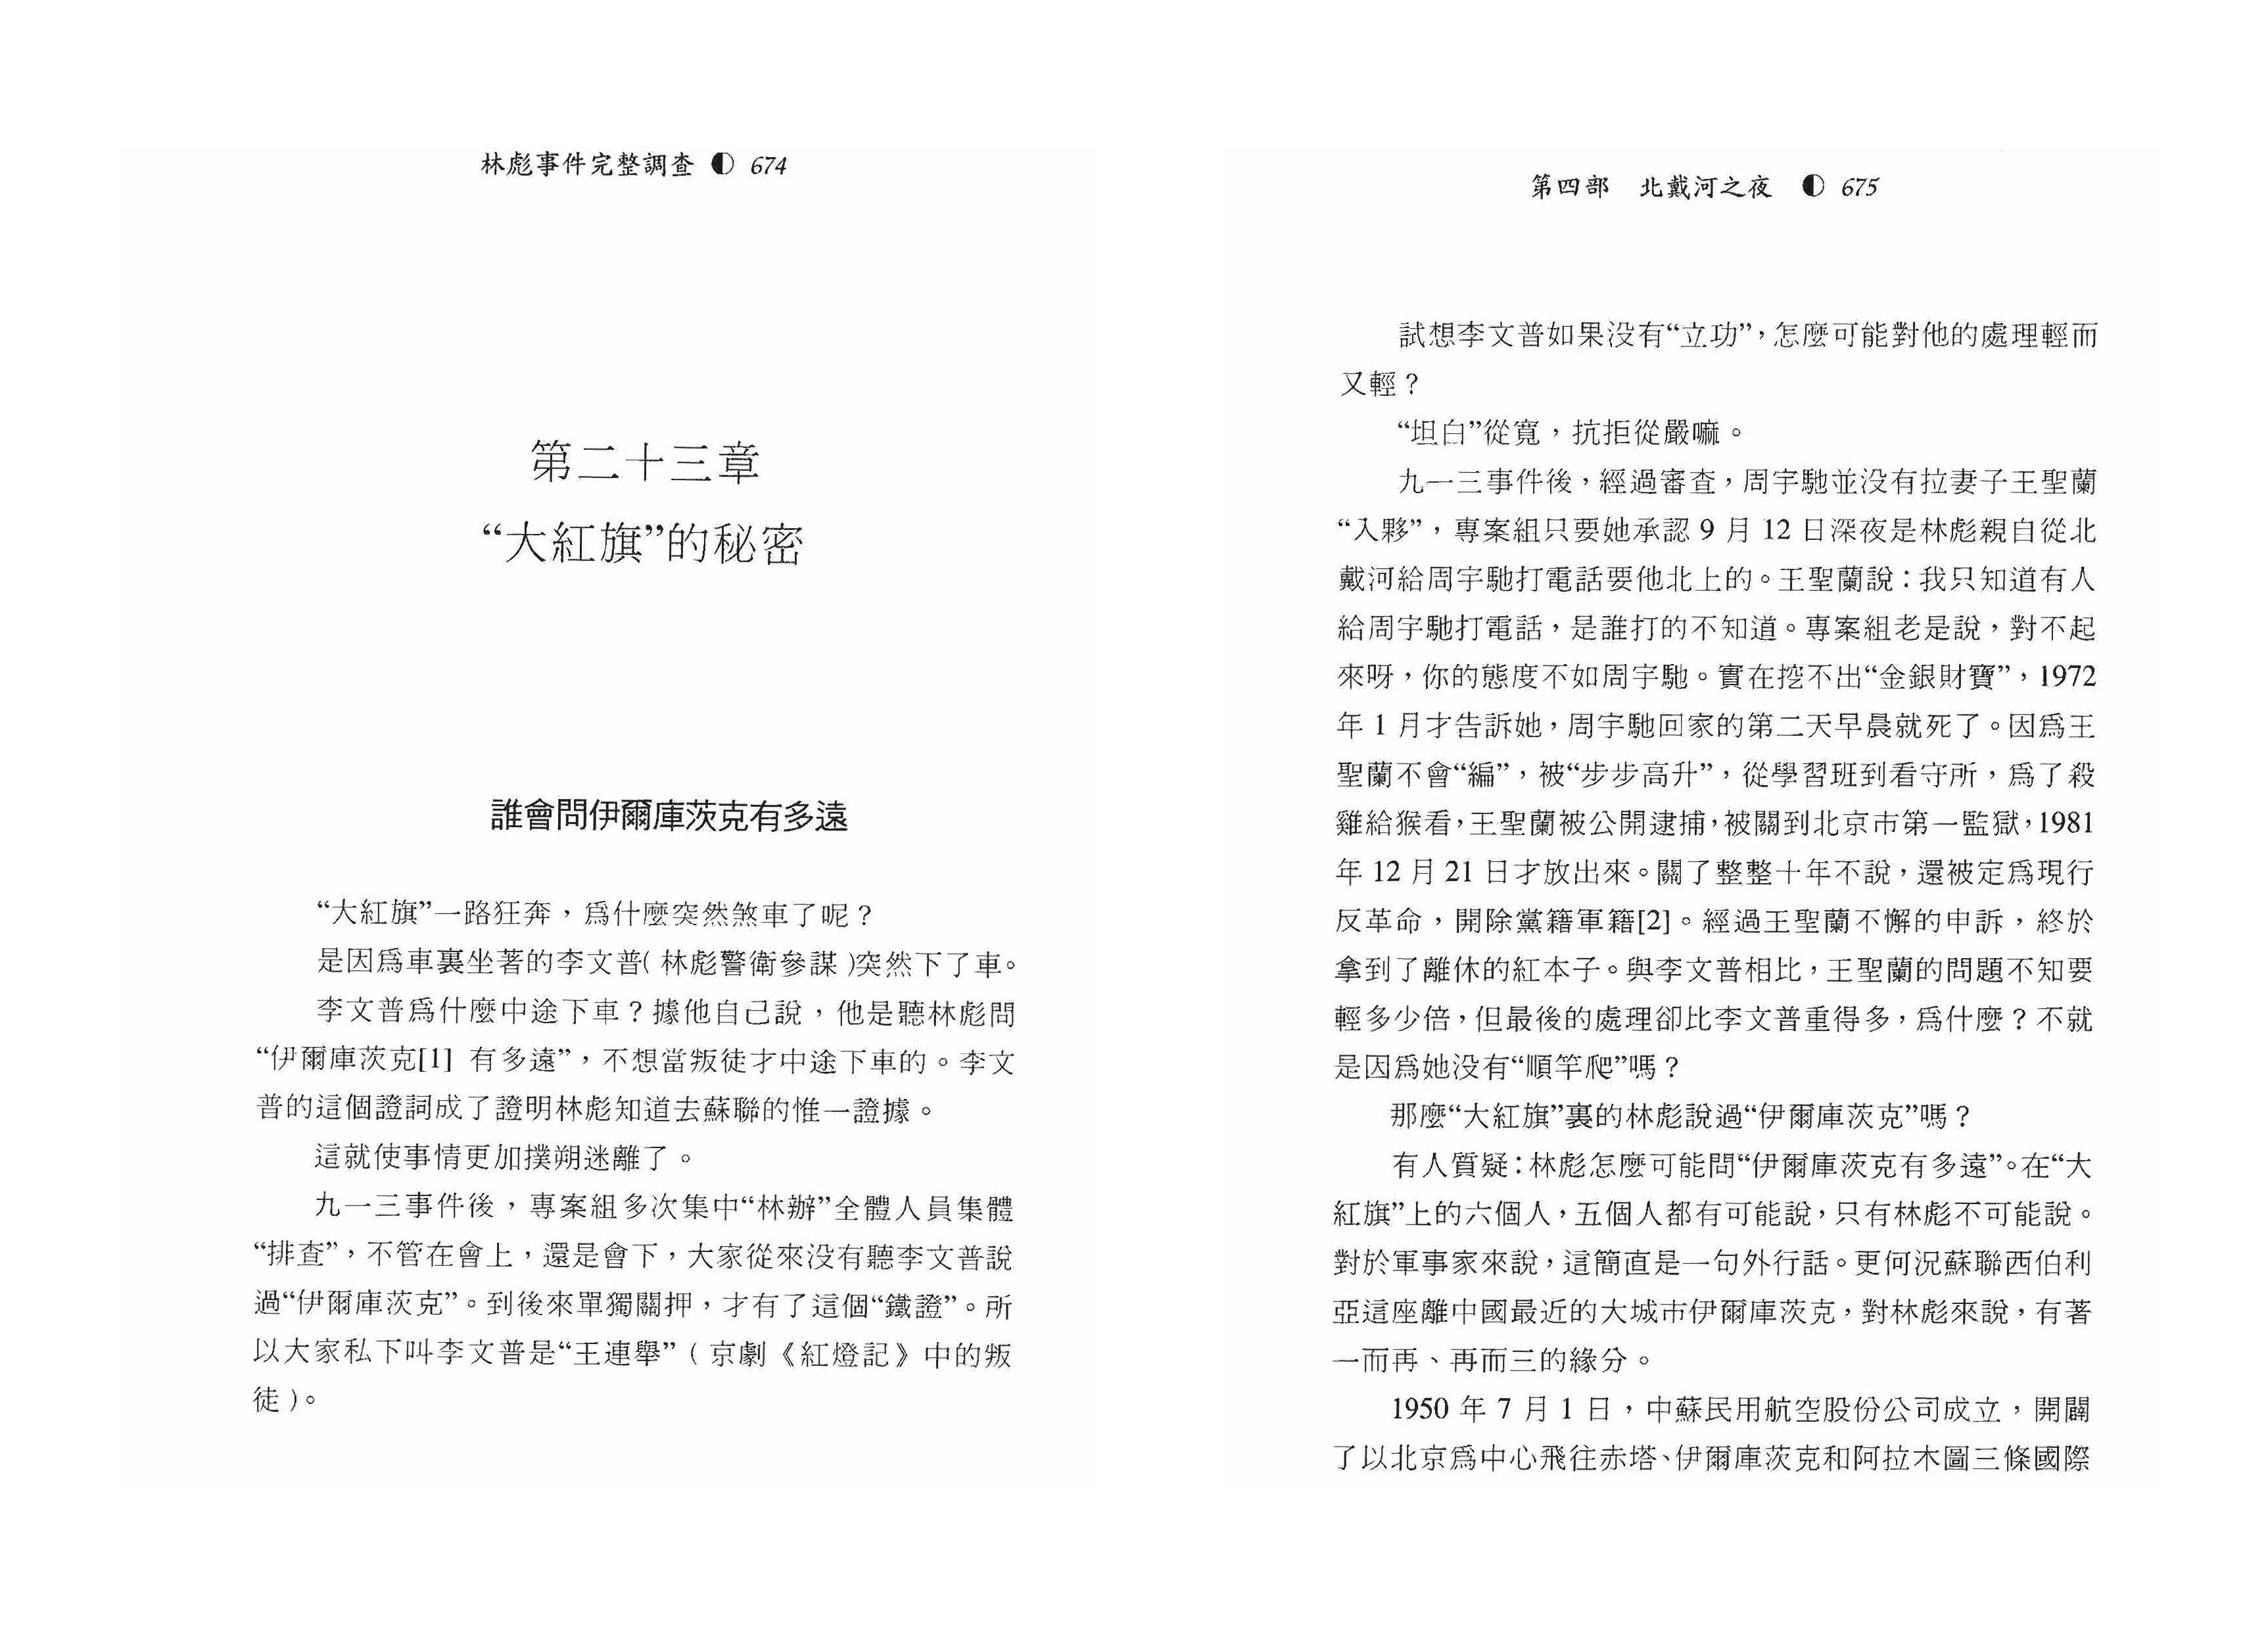 林彪事件完整調查 ◐ 674
第二十三章
“大紅旗”的秘密
誰會問伊爾庫茨克有多遠
“大紅旗”一路狂奔，爲什麼突然煞車了呢？
是因爲車裏坐著的李文普(林彪警衛參謀)突然下了車。
李文普爲什麼中途下車？據他自己說，他是聽林彪問
“伊爾庫茨克[1] 有多遠”，不想當叛徒才中途下車的。李文
普的這個證詞成了證明林彪知道去蘇聯的惟一證據。
這就使事情更加撲朔迷離了。
九一三事件後，專案組多次集中“林辦”全體人員集體
“排查”，不管在會上，還是會下，大家從來没有聽李文普說
過“伊爾庫茨克”。到後來單獨關押，才有了這個“鐵證”。所
以大家私下叫李文普是“王連舉”(京劇《紅燈記》中的叛
徒)。
第四部　北戴河之夜 ◐ 675
試想李文普如果没有“立功”，怎麼可能對他的處理輕而
又輕？
“坦白”從寬，抗拒從嚴嘛。
九一三事件後，經過審查，周宇馳並没有拉妻子王聖蘭
“入夥”，專案組只要她承認 9 月 12 日深夜是林彪親自從北
戴河給周宇馳打電話要他北上的。王聖蘭說：我只知道有人
給周宇馳打電話，是誰打的不知道。專案組老是說，對不起
來呀，你的態度不如周宇馳。實在挖不出“金銀財寶”，1972
年 1 月才告訴她，周宇馳回家的第二天早晨就死了。因爲王
聖蘭不會“編”，被“步步高升”，從學習班到看守所，爲了殺
雞給猴看，王聖蘭被公開逮捕，被關到北京市第一監獄，1981
年 12 月 21 日才放出來。關了整整十年不說，還被定爲現行
反革命，開除黨籍軍籍[2]。經過王聖蘭不懈的申訴，終於
拿到了離休的紅本子。與李文普相比，王聖蘭的問題不知要
輕多少倍，但最後的處理卻比李文普重得多，爲什麼？不就
是因爲她没有“順竿爬”嗎？
那麼“大紅旗”裏的林彪說過“伊爾庫茨克”嗎？
有人質疑：林彪怎麼可能問“伊爾庫茨克有多遠”。在“大
紅旗”上的六個人，五個人都有可能說，只有林彪不可能說。
對於軍事家來說，這簡直是一句外行話。更何況蘇聯西伯利
亞這座離中國最近的大城市伊爾庫茨克，對林彪來說，有著
一而再、再而三的緣分。
1950 年 7 月 1 日，中蘇民用航空股份公司成立，開闢
了以北京爲中心飛往赤塔、伊爾庫茨克和阿拉木圖三條國際